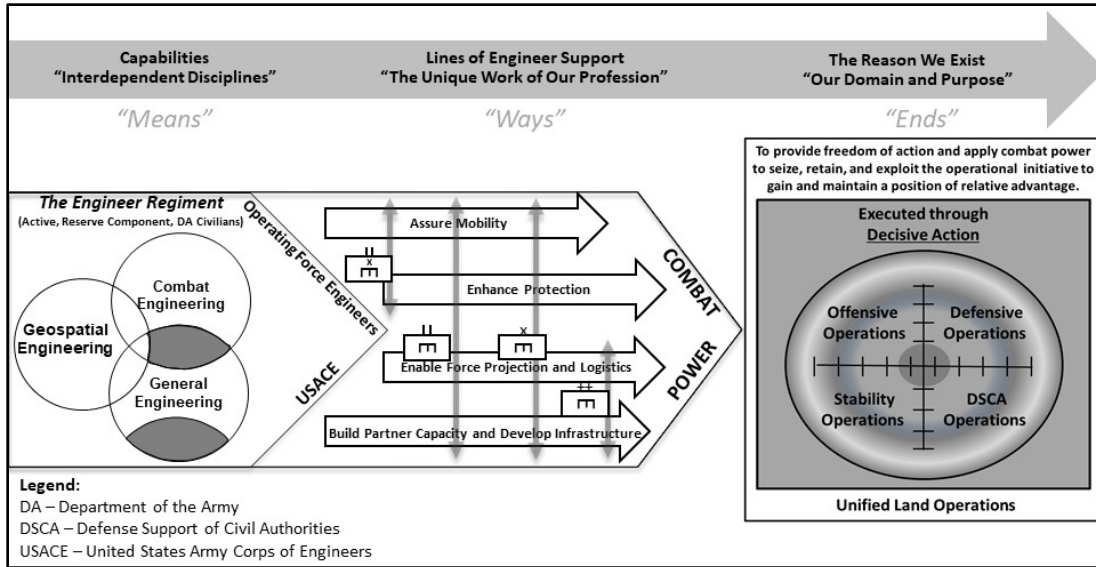 Capabilities
“Interdependent Disciplines”
Lines of Engineer Support
“The Unique Work of Our Profession”
The Reason We Exist
“Our Domain and Purpose”
“Means”
“Ways”
“Ends”
The Engineer Regiment
(Active, Reserve Component, DA Civilians)
Combat
Engineering
Geospatial
Engineering
General
Engineering
Operating Force Engineers
USACE
Assure Mobility
Enhance Protection
Enable Force Projection and Logistics
Build Partner Capacity and Develop Infrastructure
II
x
E
II
E
x
E
++
E
COMBAT
POWER
To provide freedom of action and apply combat power
to seize, retain, and exploit the operational initiative to
gain and maintain a position of relative advantage.
Executed through
Decisive Action
Offensive
Operations
Defensive
Operations
Stability
Operations
DSCA
Operations
Unified Land Operations
Legend:
DA – Department of the Army
DSCA – Defense Support of Civil Authorities
USACE – United States Army Corps of Engineers